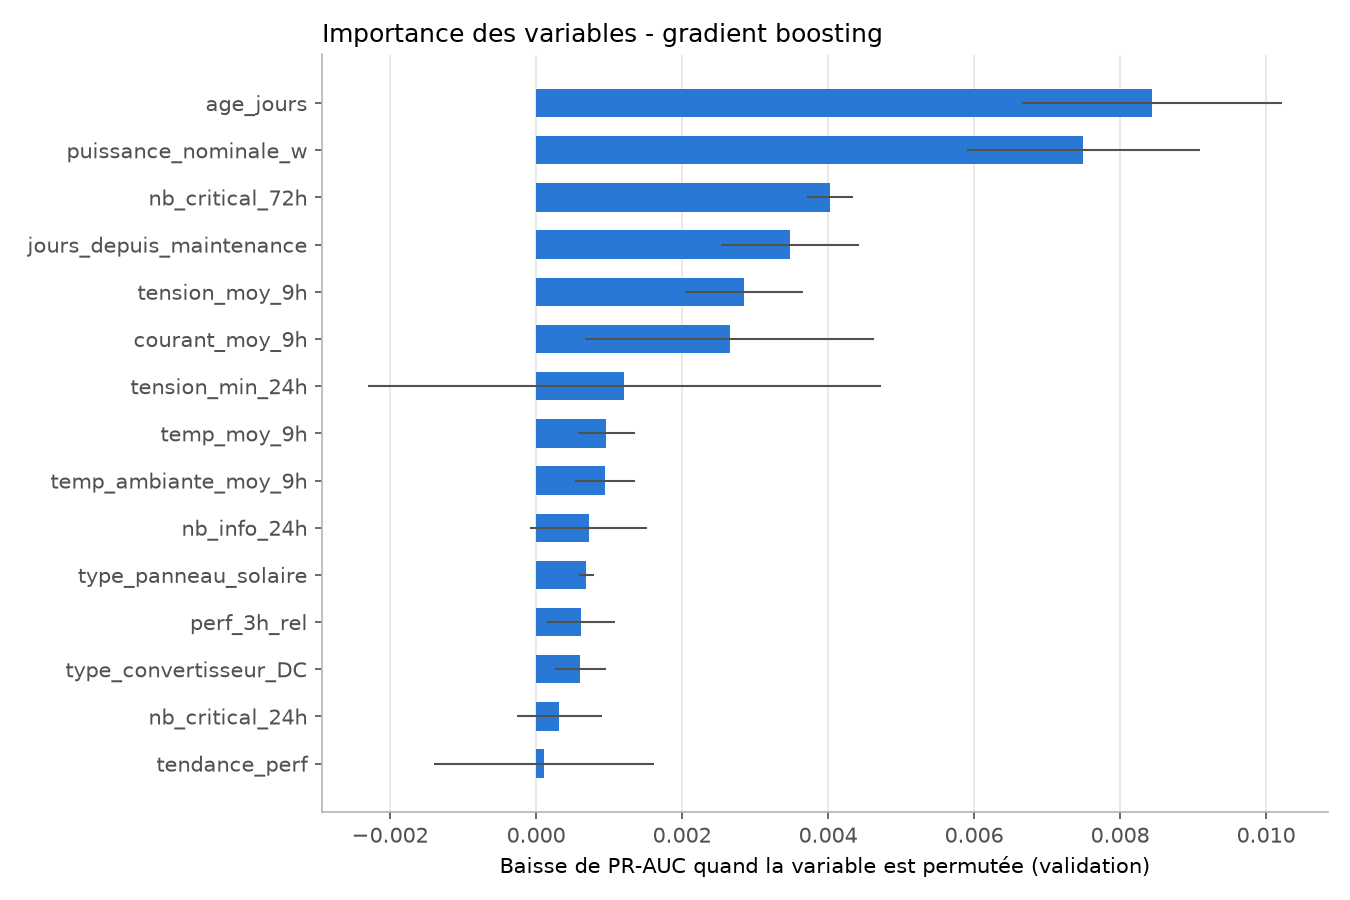 Importance des variables - gradient boosting
age_jours
puissance_nominale_w
nb_critical_72h
jours_depuis_maintenance
tension_moy_9h
courant_moy_9h
tension_min_24h
temp_moy_9h
temp_ambiante_moy_9h
nb_info_24h
type_panneau_solaire
perf_3h_rel
type_convertisseur_DC
nb_critical_24h
tendance_perf
−0.002 0.000 0.002 0.004 0.006 0.008 0.010
Baisse de PR-AUC quand la variable est permutée (validation)